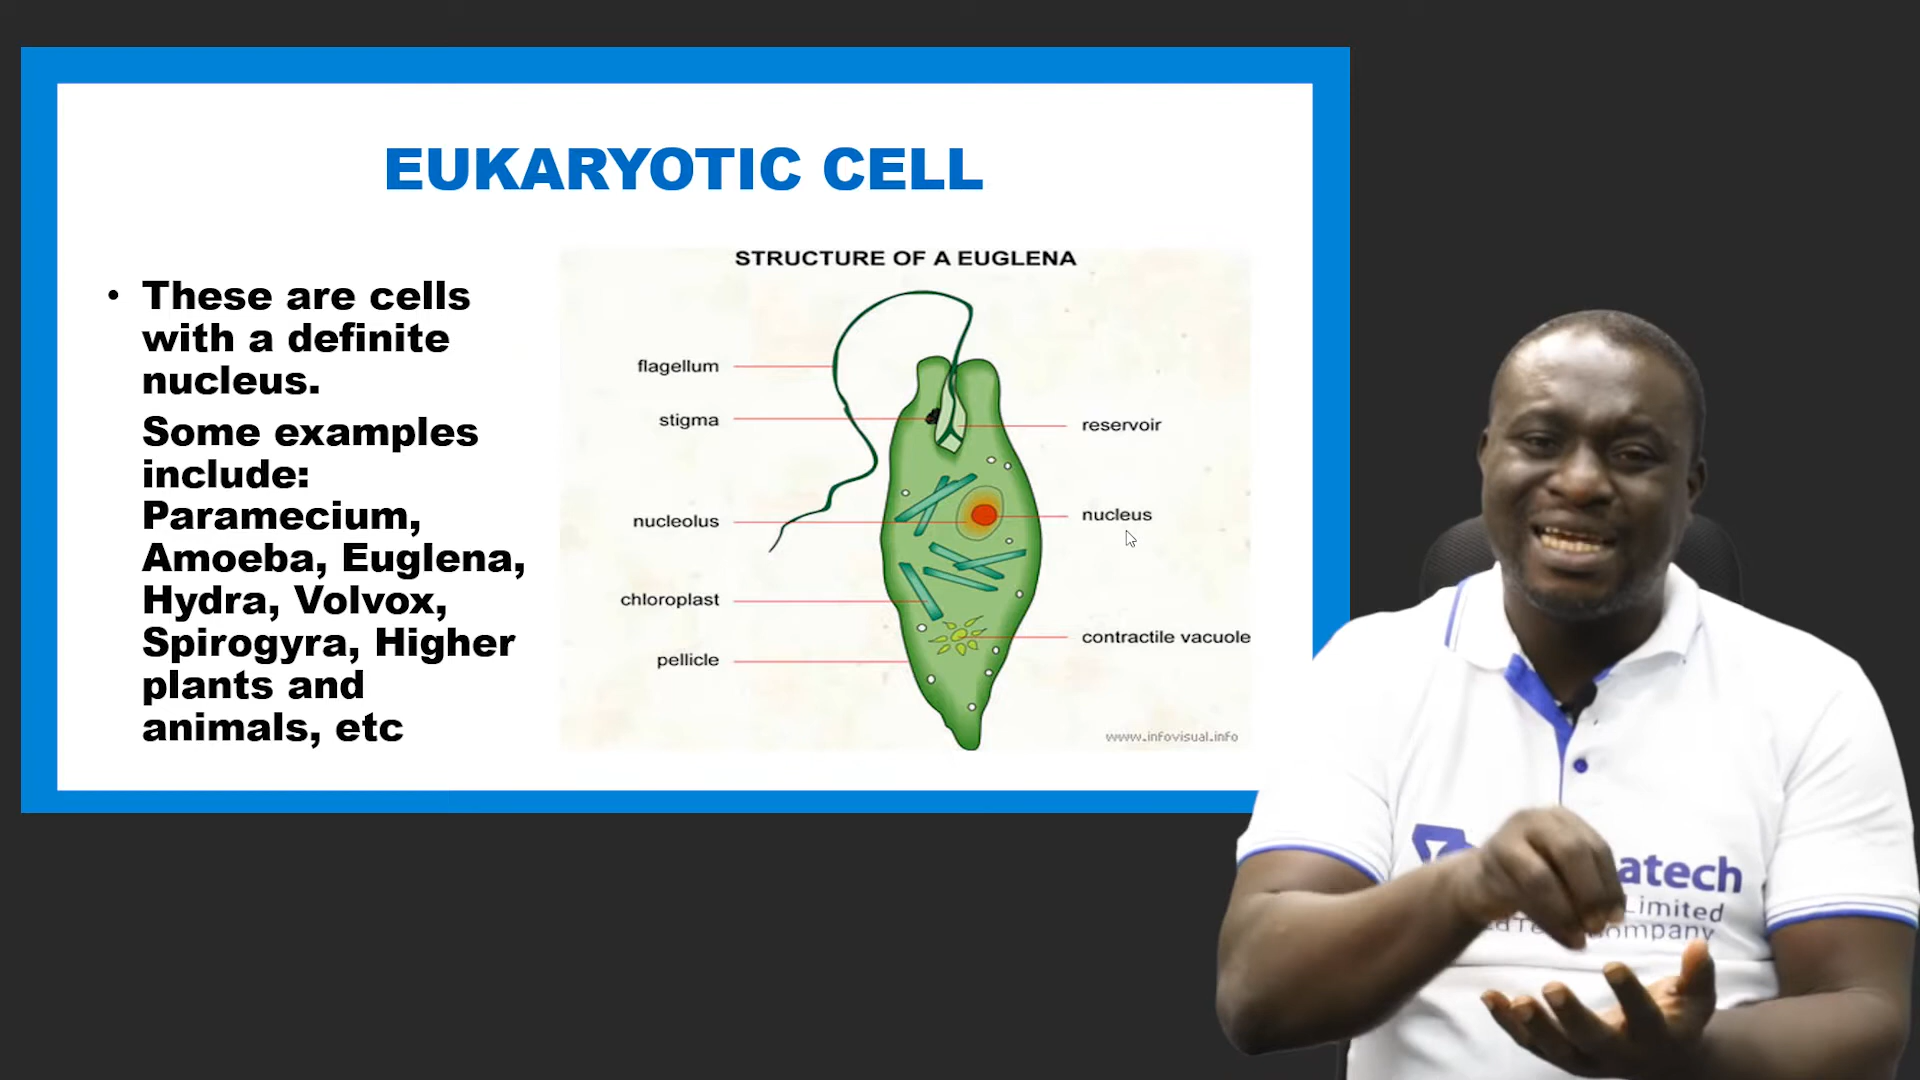 EUKARYOTIC CELL
• These are cells
with a definite
nucleus.
Some examples
include:
Paramecium,
Amoeba, Euglena,
Hydra, Volvox,
Spirogyra, Higher
plants and
animals, etc
STRUCTURE OF A EUGLENA
flagellum
stigma
reservoir
nucleolus
nucleus
chloroplast
contractile vacuole
pellicle
www.infovisual.info
Limited